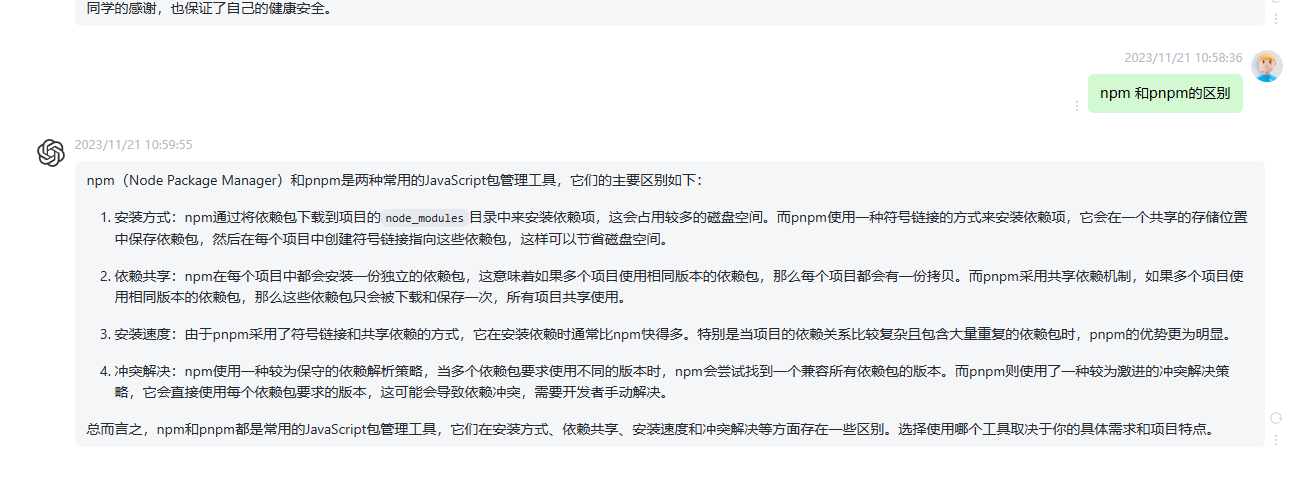 同学的感谢，也保证了自己的健康安全。
2023/11/21 10:58:36
npm 和pnpm的区别
2023/11/21 10:59:55
npm（Node Package Manager）和pnpm是两种常用的JavaScript包管理工具，它们的主要区别如下：
1. 安装方式：npm通过将依赖包下载到项目的 node_modules 目录中来安装依赖项，这会占用较多的磁盘空间。而pnpm使用一种符号链接的方式来安装依赖项，它会在一个共享的存储位置
中保存依赖包，然后在每个项目中创建符号链接指向这些依赖包，这样可以节省磁盘空间。
2. 依赖共享：npm在每个项目中都会安装一份独立的依赖包，这意味着如果多个项目使用相同版本的依赖包，那么每个项目都会有一份拷贝。而pnpm采用共享依赖机制，如果多个项目使
用相同版本的依赖包，那么这些依赖包只会被下载和保存一次，所有项目共享使用。
3. 安装速度：由于pnpm采用了符号链接和共享依赖的方式，它在安装依赖时通常比npm快得多。特别是当项目的依赖关系比较复杂且包含大量重复的依赖包时，pnpm的优势更为明显。
4. 冲突解决：npm使用一种较为保守的依赖解析策略，当多个依赖包要求使用不同的版本时，npm会尝试找到一个兼容所有依赖包的版本。而pnpm则使用了一种较为激进的冲突解决策
略，它会直接使用每个依赖包要求的版本，这可能会导致依赖冲突，需要开发者手动解决。
总而言之，npm和pnpm都是常用的JavaScript包管理工具，它们在安装方式、依赖共享、安装速度和冲突解决等方面存在一些区别。选择使用哪个工具取决于你的具体需求和项目特点。